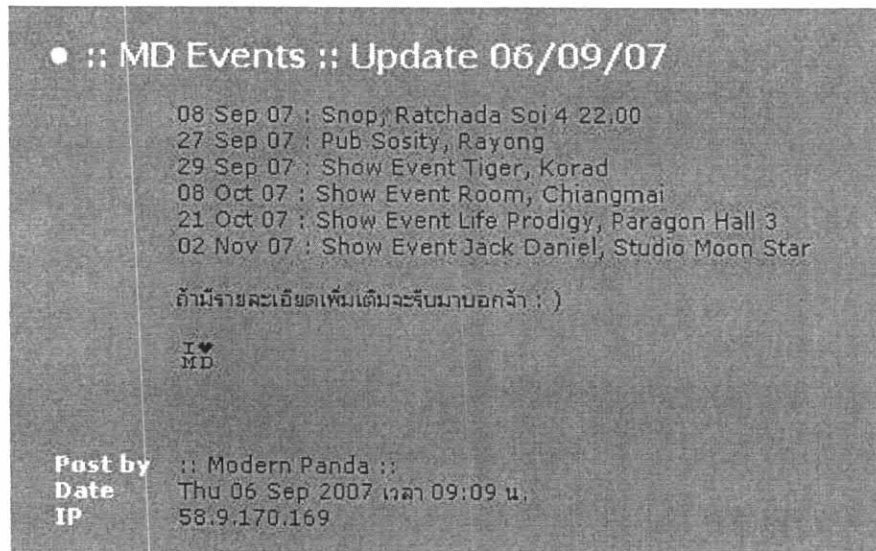 • :: MD Events :: Update 06/09/07
08 Sep 07 : Snop, Ratchada Soi 4 22.00
27 Sep 07 : Pub Sosity, Rayong
29 Sep 07 : Show Event Tiger, Korad
08 Oct 07 : Show Event Room, Chiangmai
21 Oct 07 : Show Event Life Prodigy, Paragon Hall 3
02 Nov 07 : Show Event Jack Daniel, Studio Moon Star
ถ้ามีรายละเอียดเพิ่มเติมจะรีบมาบอกจ้า : )
I♥
MD
Post by :: Modern Panda ::
Date Thu 06 Sep 2007 เวลา 09:09 น.
IP 58.9.170.169